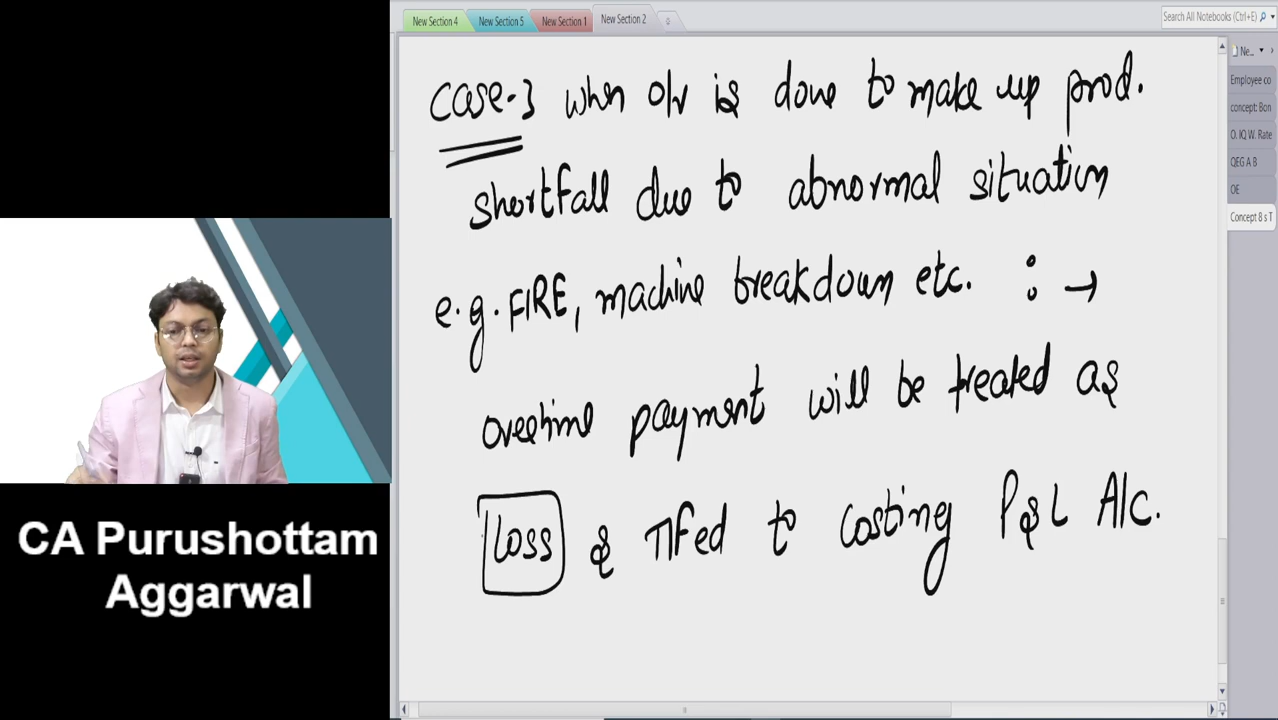 New Section 4
New Section 5
New Section 1
New Section 2
Search All Notebooks (Ctrl+E)
Ne...
Employee co
concept: Bon
O. IQ W. Rate
QEG A B
OE
Concept 8 s T
Case-3 when o/v is done to make up prod.
shortfall due to abnormal situation
e.g. FIRE, machine breakdown etc. : →
overtime payment will be treated as
Loss & Tfed to Costing P&L A/c.
CA Purushottam
Aggarwal